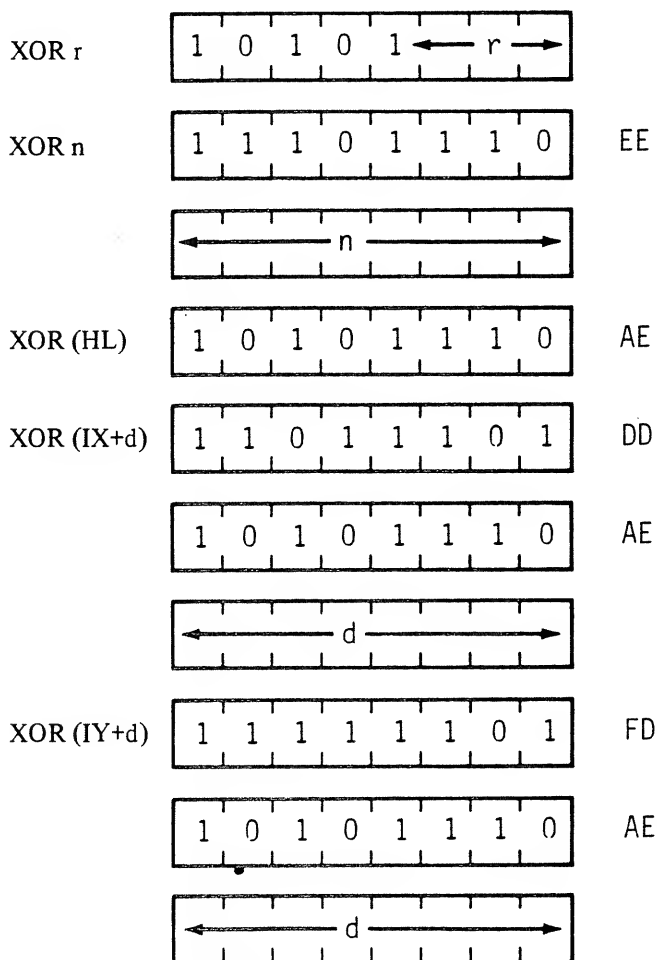 XOR r 1 0 1 0 1 r
XOR n 1 1 1 0 1 1 1 0 EE
n
XOR (HL) 1 0 1 0 1 1 1 0 AE
XOR (IX+d) 1 1 0 1 1 1 0 1 DD
1 0 1 0 1 1 1 0 AE
d
XOR (IY+d) 1 1 1 1 1 1 0 1 FD
1 0 1 0 1 1 1 0 AE
d